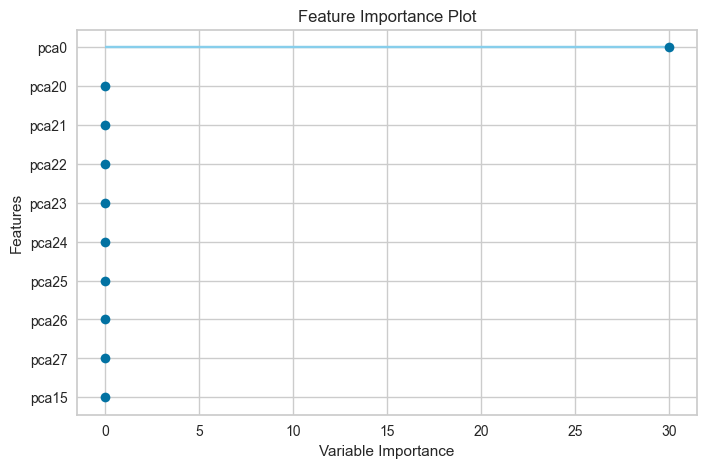 Feature Importance Plot
Features
pca0
pca20
pca21
pca22
pca23
pca24
pca25
pca26
pca27
pca15
0 5 10 15 20 25 30
Variable Importance